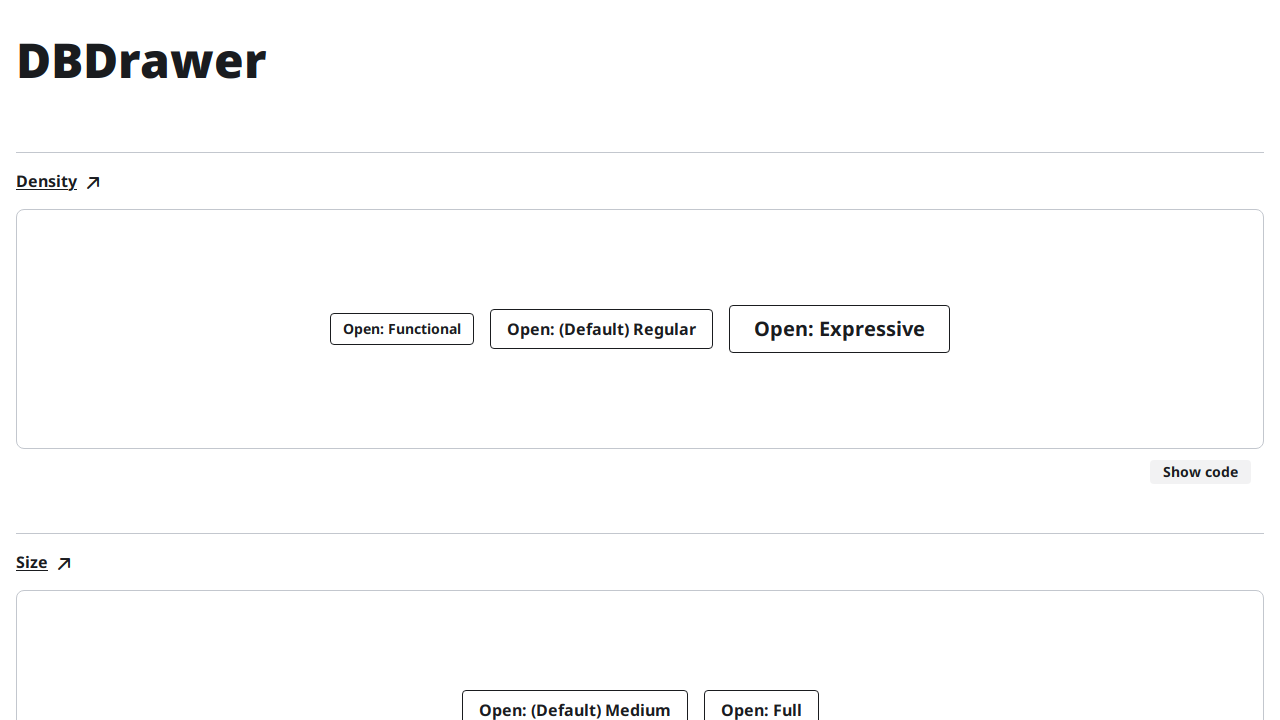 DBDrawer
Density
Open: Functional
Open: (Default) Regular
Open: Expressive
Show code
Size
Open: (Default) Medium
Open: Full